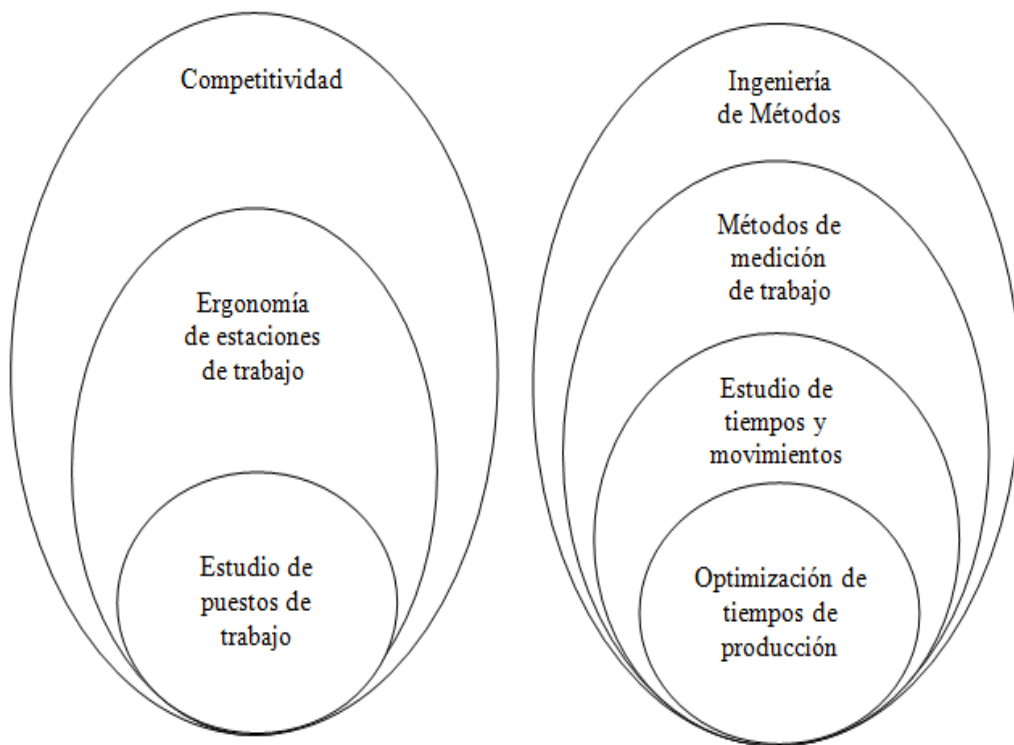 Competitividad
Ergonomía
de estaciones
de trabajo
Estudio de
puestos de
trabajo
Ingeniería
de Métodos
Métodos de
medición
de trabajo
Estudio de
tiempos y
movimientos
Optimización de
tiempos de
producción